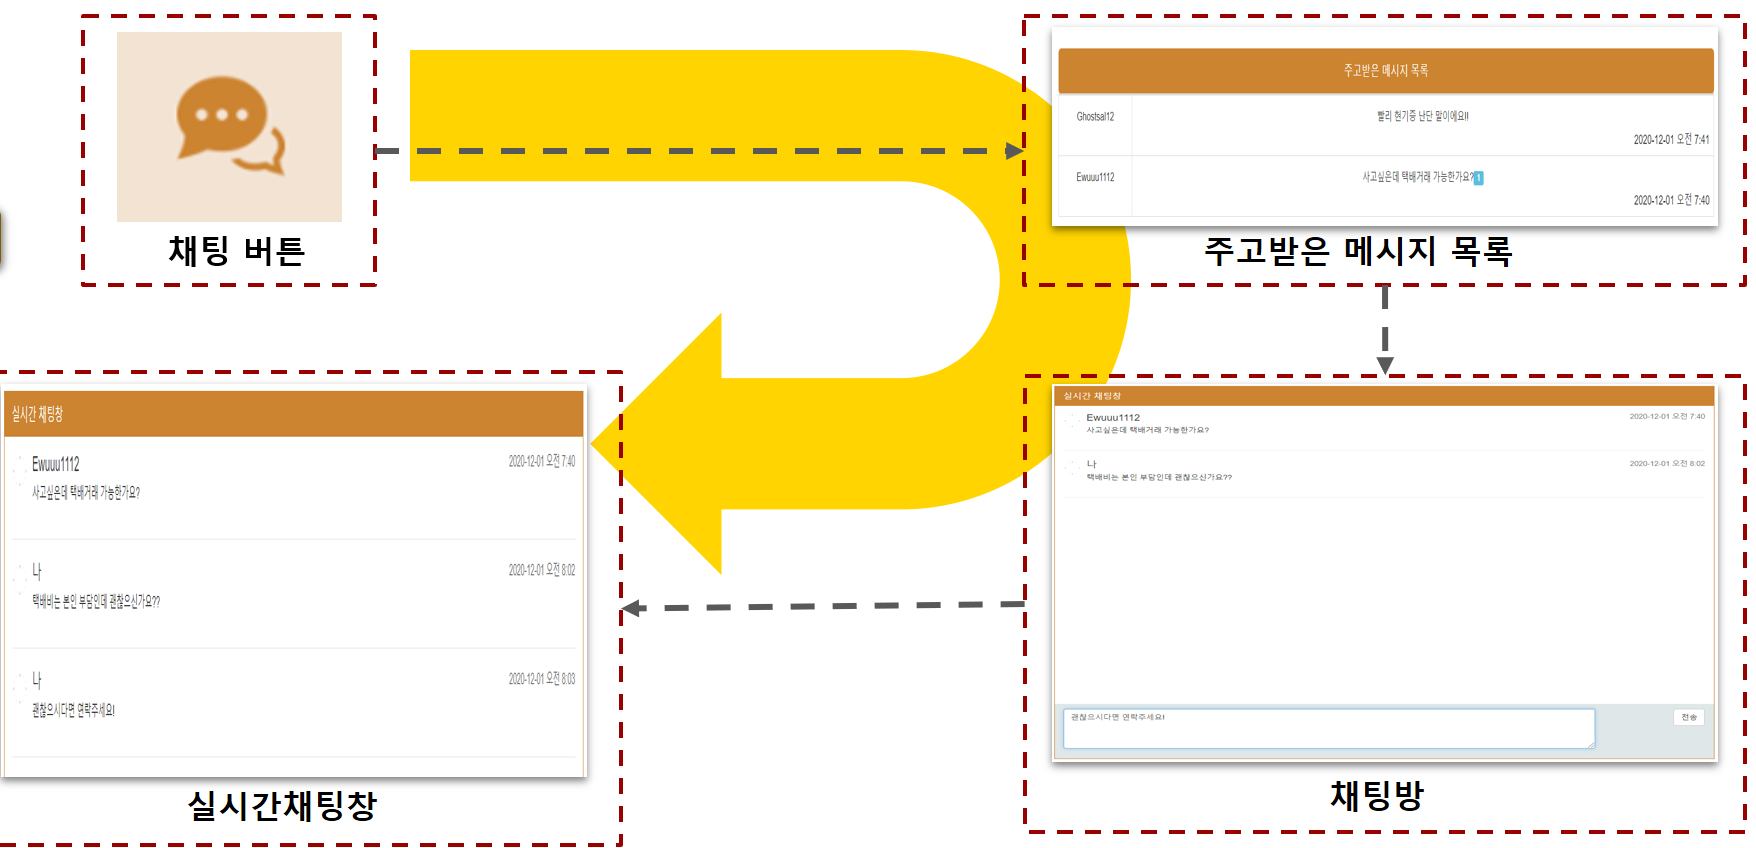 채팅 버튼
주고받은 메시지 목록
Ghostsal12
빨리 현기증 난단 말이에요!!
2020-12-01 오전 7:41
Ewuuu1112
사고싶은데 택배거래 가능한가요?1
2020-12-01 오전 7:40
주고받은 메시지 목록
실시간 채팅창
Ewuuu1112
2020-12-01 오전 7:40
사고싶은데 택배거래 가능한가요?
나
2020-12-01 오전 8:02
택배비는 본인 부담인데 괜찮으신가요??
괜찮으시다면 연락주세요!
전송
채팅방
실시간 채팅창
Ewuuu1112
2020-12-01 오전 7:40
사고싶은데 택배거래 가능한가요?
나
2020-12-01 오전 8:02
택배비는 본인 부담인데 괜찮으신가요??
나
2020-12-01 오전 8:03
괜찮으시다면 연락주세요!
실시간채팅창